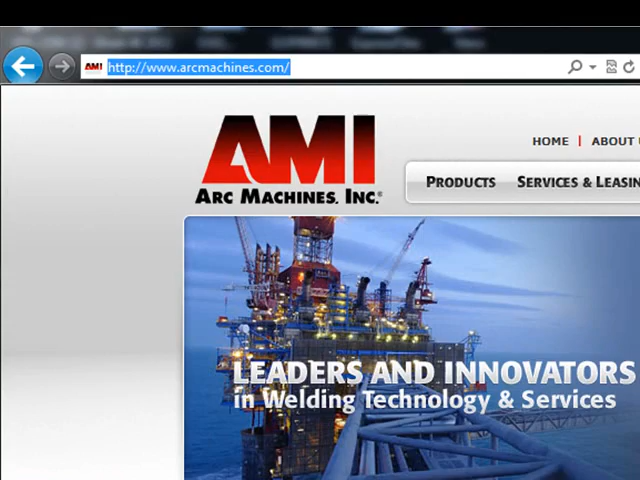 AMI http://www.arcmachines.com/
AMI
ARC MACHINES, INC.®
HOME | ABOUT
PRODUCTS SERVICES & LEASIN
LEADERS AND INNOVATORS
in Welding Technology & Services